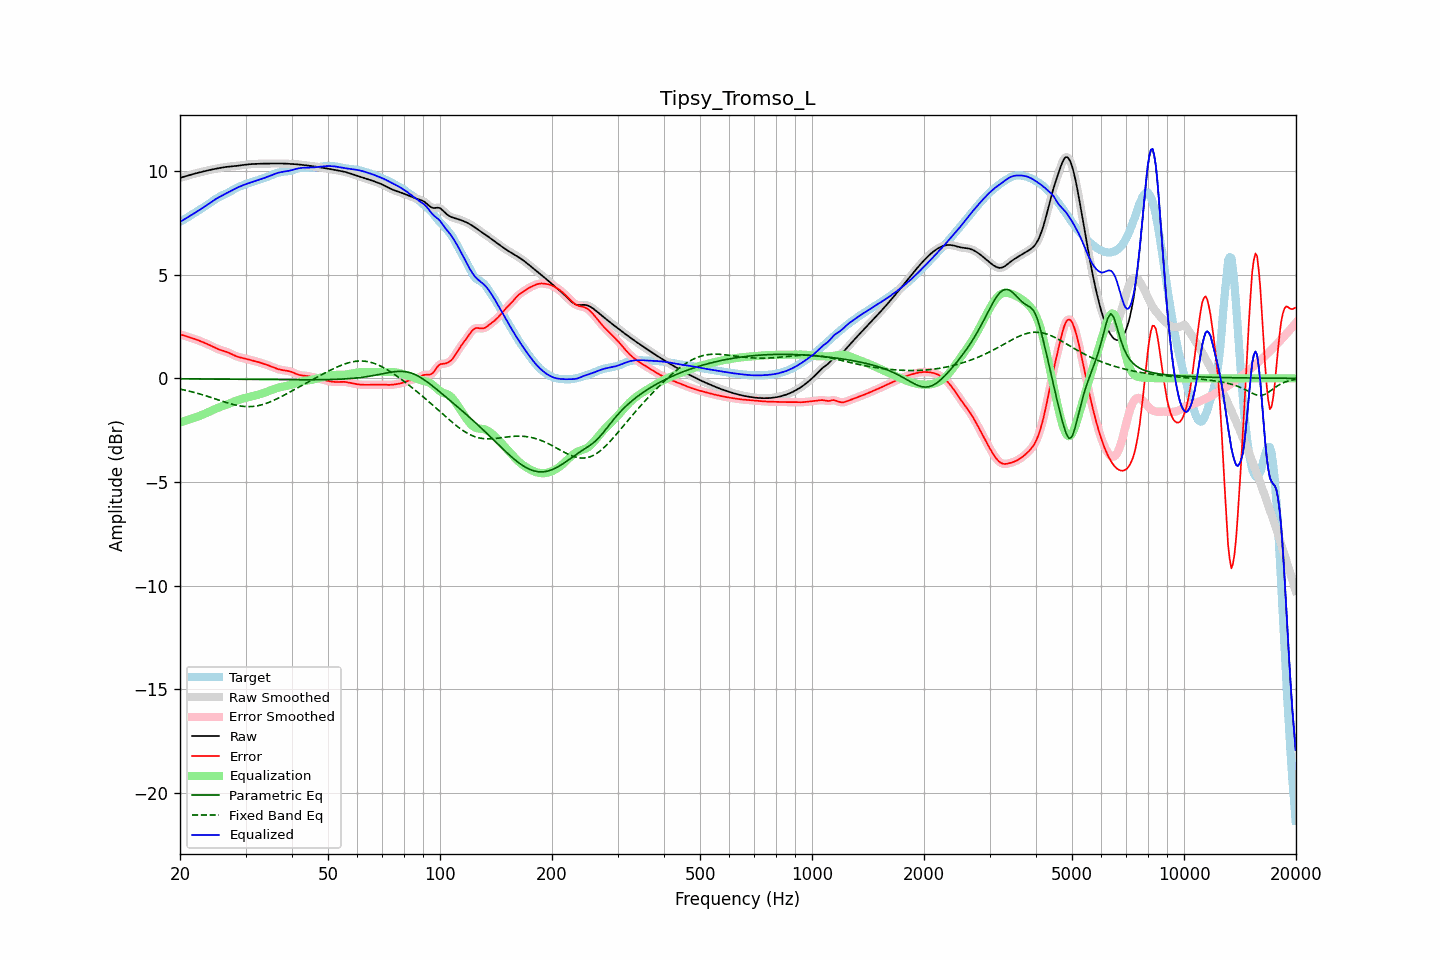 Tipsy_Tromso_L
Amplitude (dBr)
10
5
0
−5
−10
−15
−20
Target
Raw Smoothed
Error Smoothed
Raw
Error
Equalization
Parametric Eq
Fixed Band Eq
Equalized
20 50 100 200 500 1000 2000 5000 10000 20000
Frequency (Hz)